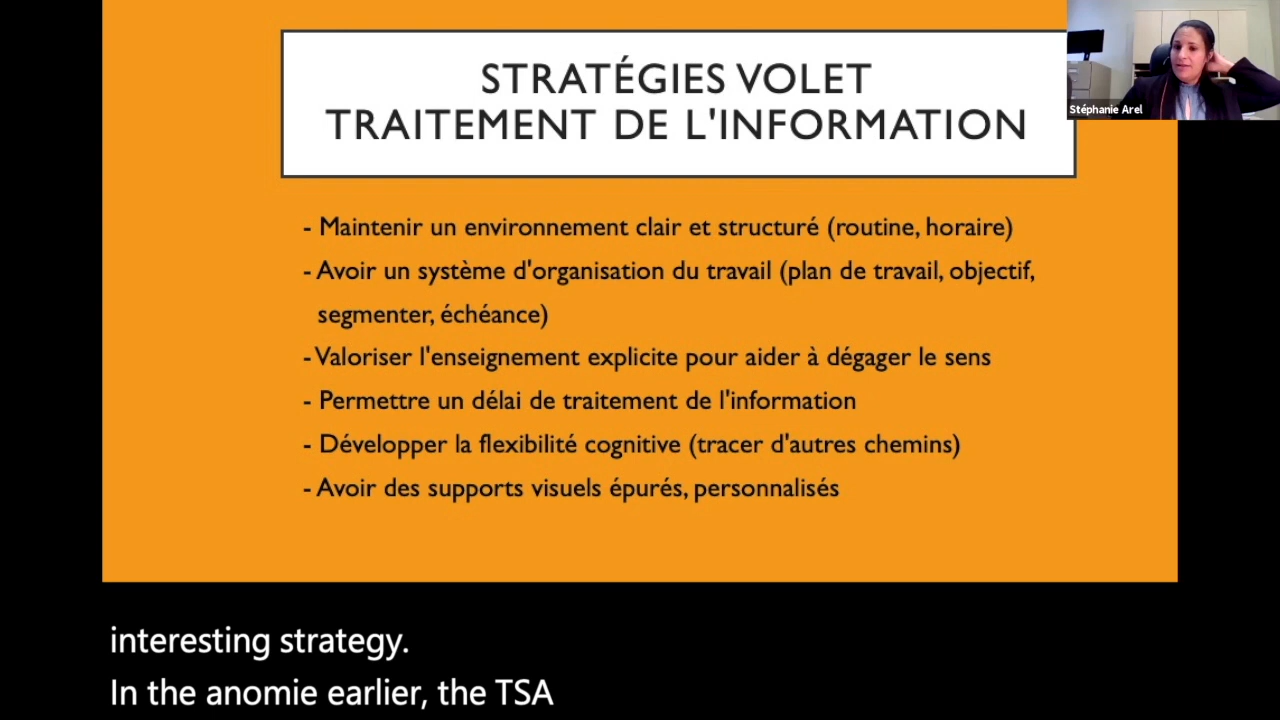 STRATÉGIES VOLET
TRAITEMENT DE L'INFORMATION
Stéphanie Arel
- Maintenir un environnement clair et structuré (routine, horaire)
- Avoir un système d'organisation du travail (plan de travail, objectif,
segmenter, échéance)
- Valoriser l'enseignement explicite pour aider à dégager le sens
- Permettre un délai de traitement de l'information
- Développer la flexibilité cognitive (tracer d'autres chemins)
- Avoir des supports visuels épurés, personnalisés
interesting strategy.
In the anomie earlier, the TSA